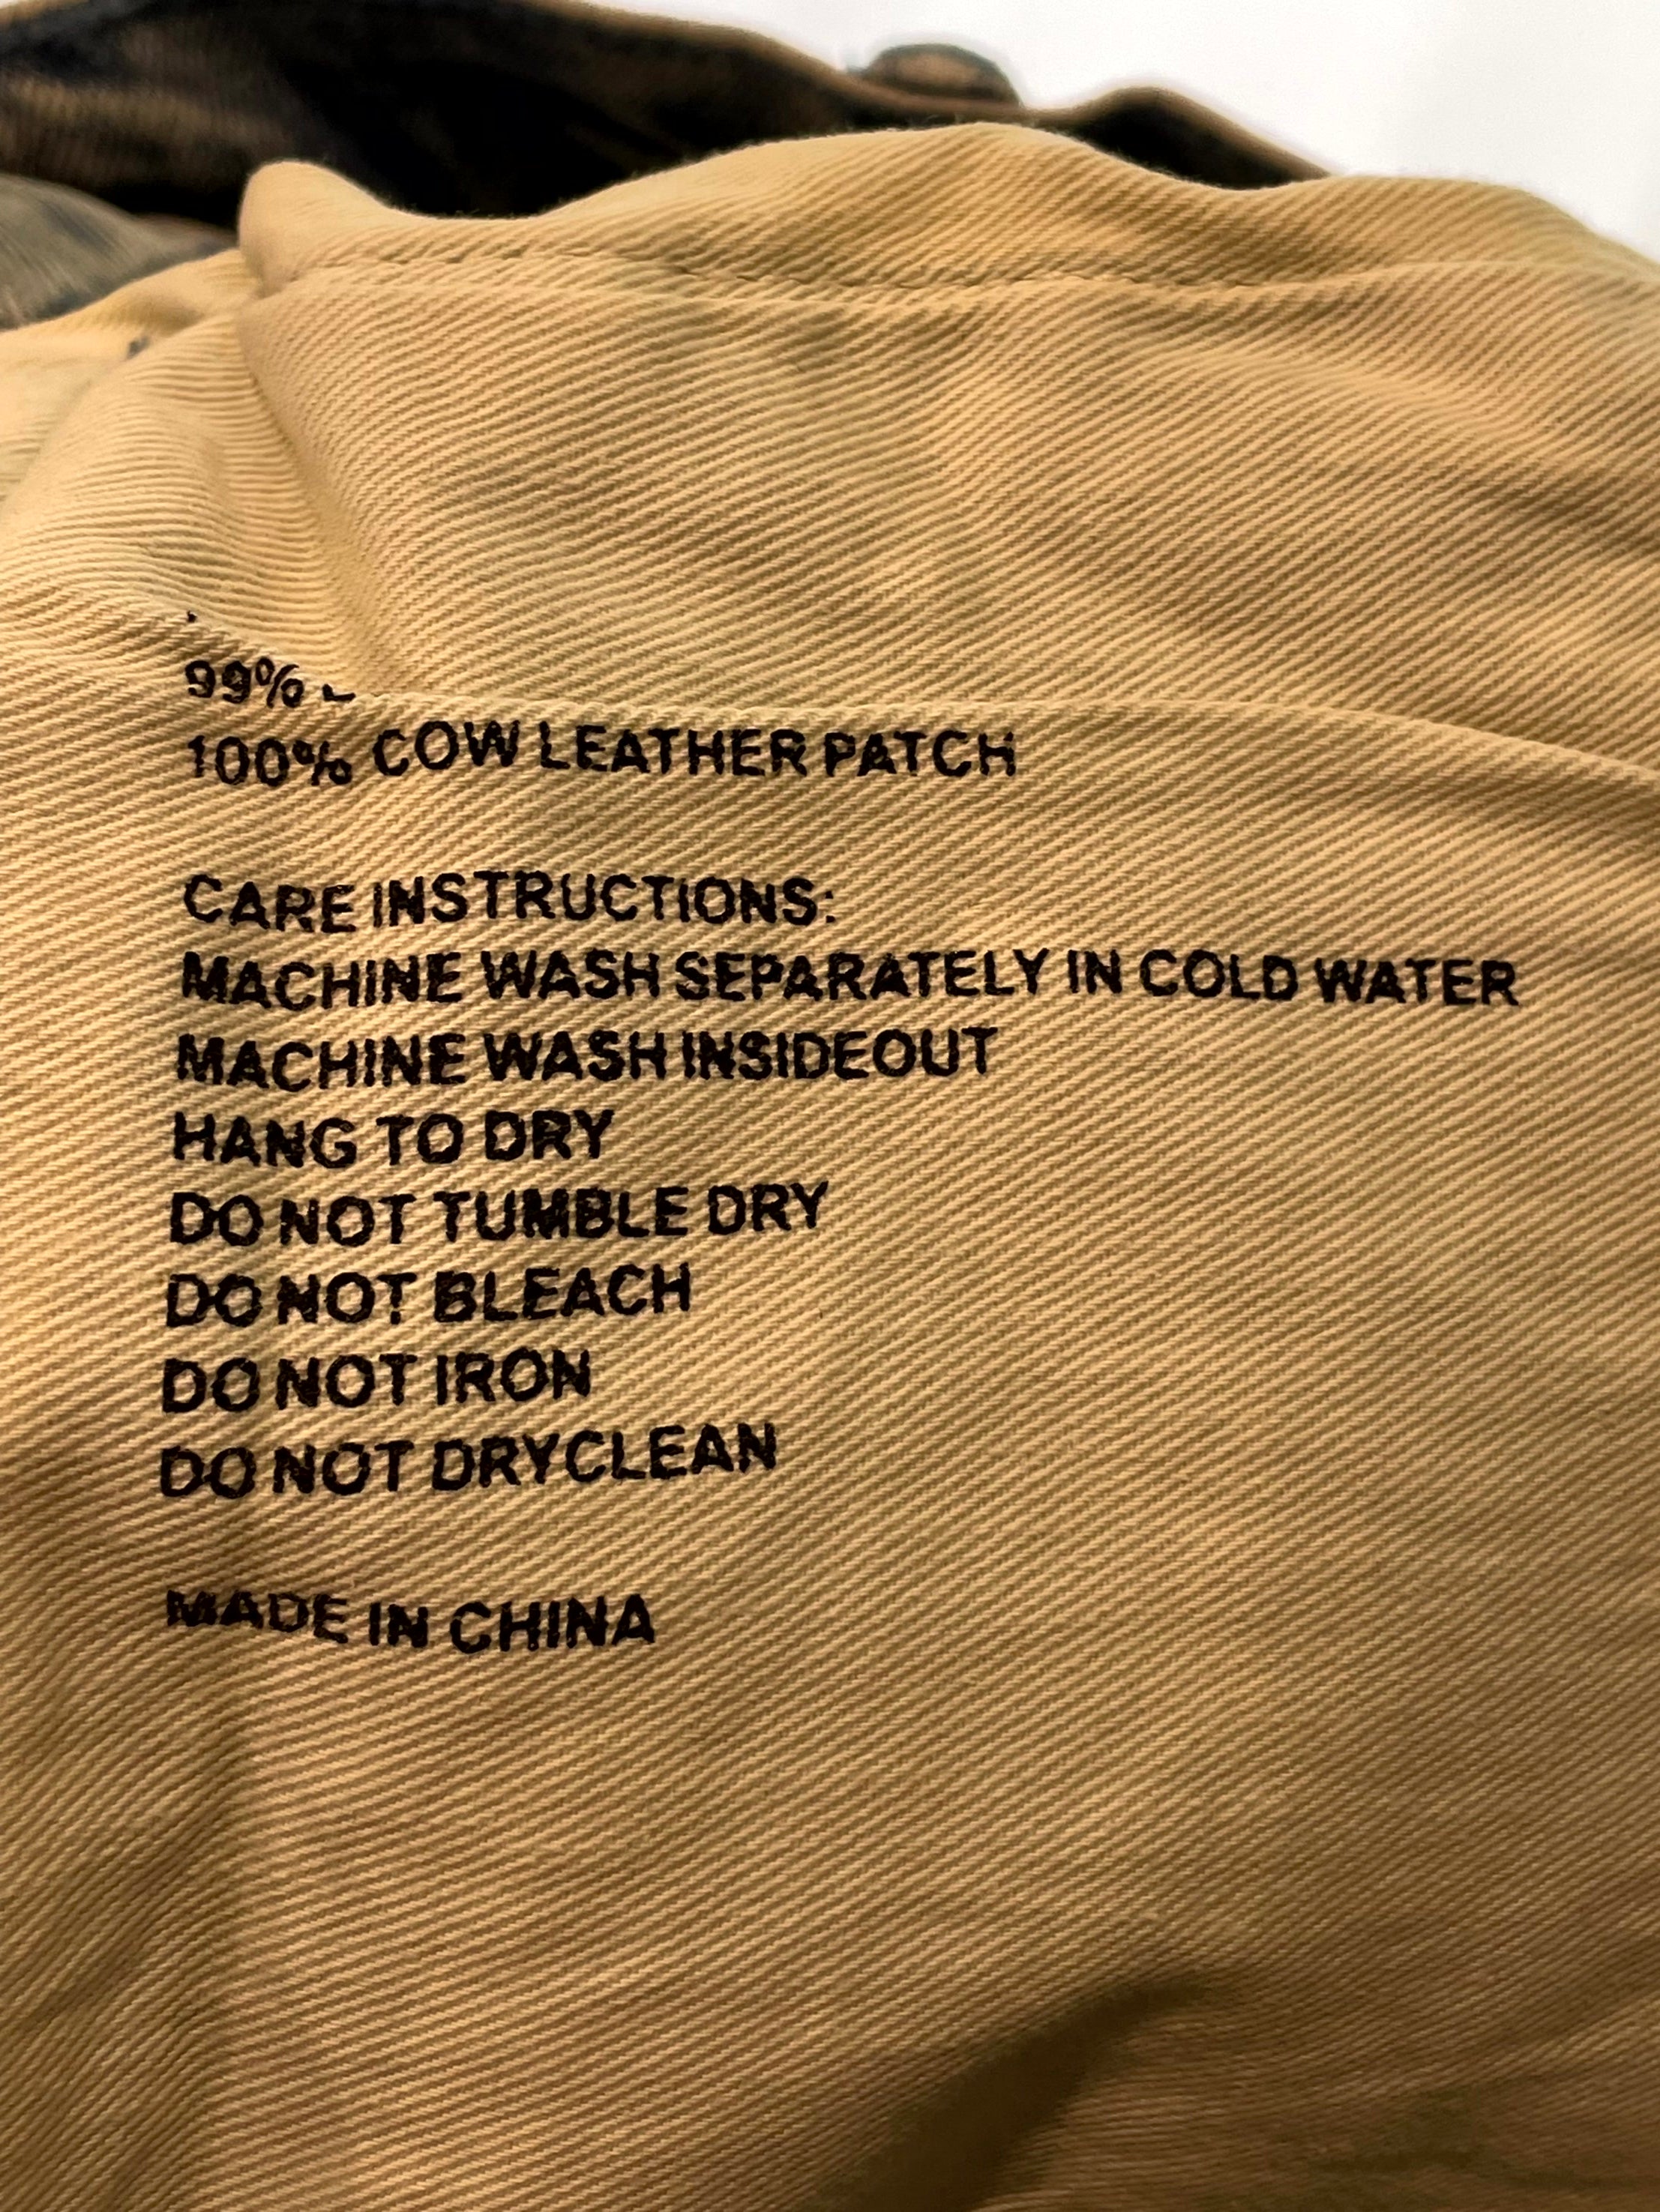 99%
100% COW LEATHER PATCH
CARE INSTRUCTIONS:
MACHINE WASH SEPARATELY IN COLD WATER
MACHINE WASH INSIDEOUT
HANG TO DRY
DO NOT TUMBLE DRY
DO NOT BLEACH
DO NOT IRON
DO NOT DRYCLEAN
MADE IN CHINA